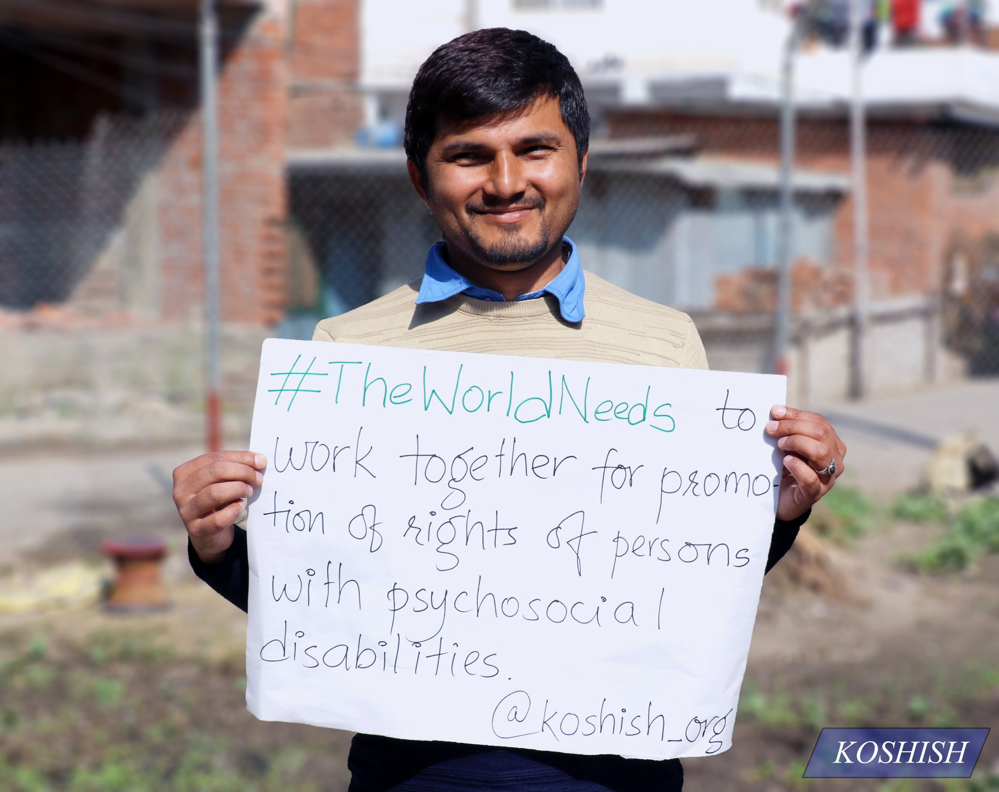 #TheWorldNeeds to
work together for promo-
tion of rights of persons
with psychosocial
disabilities.
@koshish_org
KOSHISH